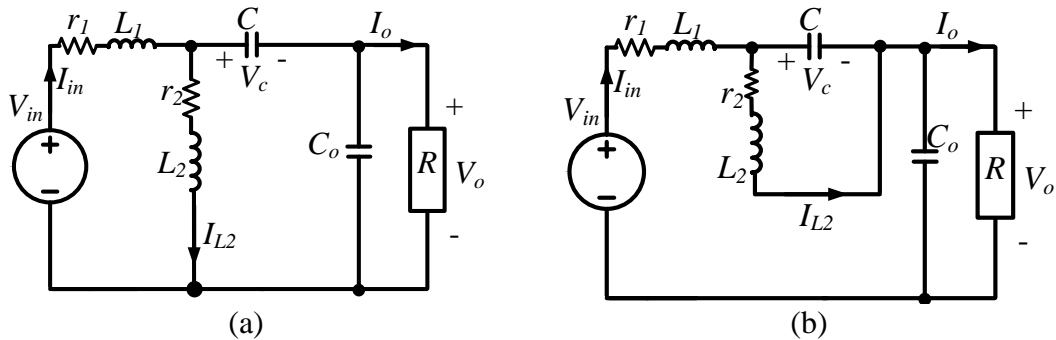 r1 L1 C Io
+ Vc -
Iin
Vin
r2
L2
Co
R
+
Vo
-
+
−
IL2
(a)
r1 L1 C Io
+ Vc -
Iin
Vin
r2
L2
IL2
Co
R
+
Vo
-
+
−
(b)